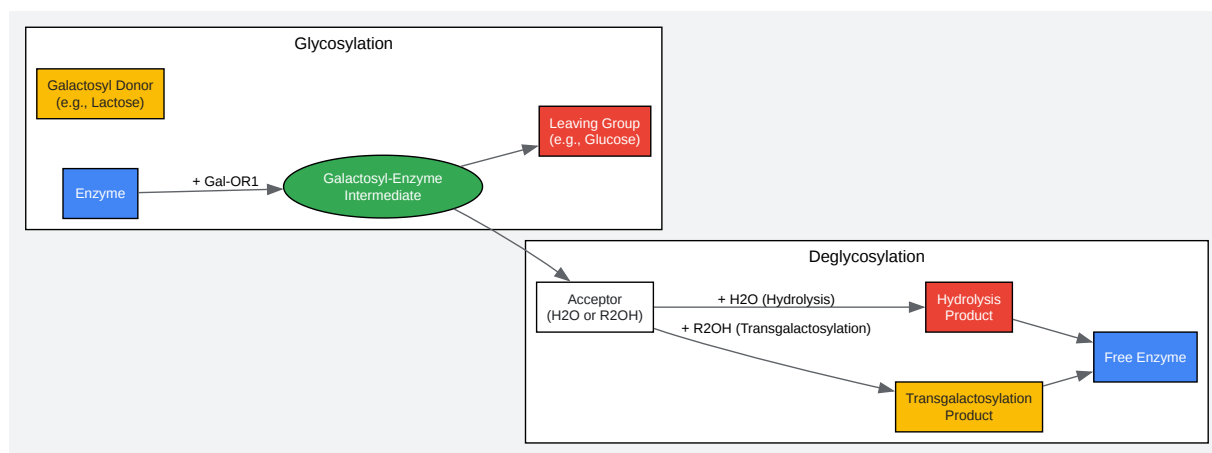 Glycosylation
Galactosyl Donor
(e.g., Lactose)
Leaving Group
(e.g., Glucose)
Enzyme
+ Gal-OR1
Galactosyl-Enzyme
Intermediate
Deglycosylation
Acceptor
(H2O or R2OH)
+ H2O (Hydrolysis)
+ R2OH (Transgalactosylation)
Hydrolysis
Product
Transgalactosylation
Product
Free Enzyme